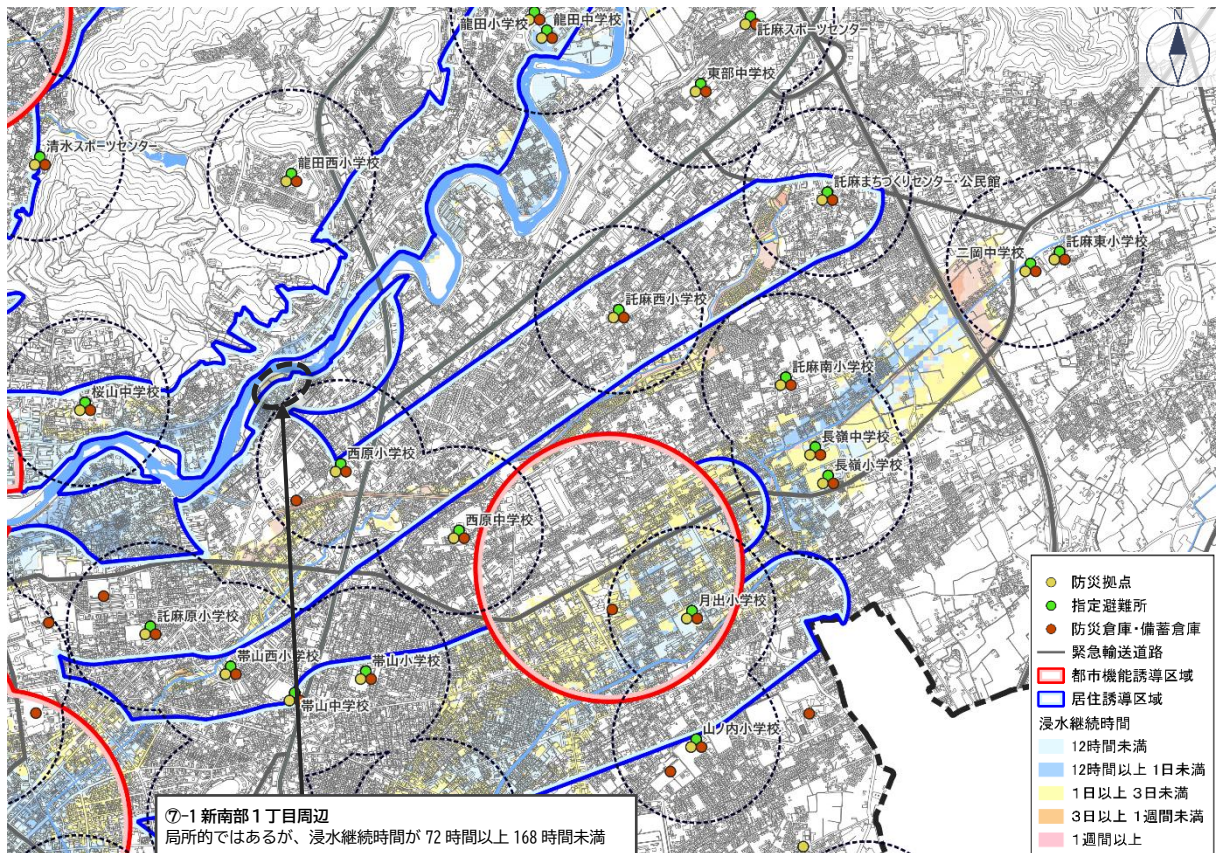 N
龍田小学校
龍田中学校
託麻スポーツセンター
東部中学校
清水スポーツセンター
龍田西小学校
託麻まちづくりセンター・公民館
二岡中学校
託麻東小学校
託麻西小学校
託麻南小学校
桜山中学校
長嶺中学校
長嶺小学校
西原小学校
西原中学校
月出小学校
託麻原小学校
帯山西小学校
帯山小学校
帯山中学校
山ノ内小学校
⑦-1 新南部1丁目周辺
局所的ではあるが、浸水継続時間が 72 時間以上 168 時間未満
防災拠点
指定避難所
防災倉庫・備蓄倉庫
緊急輸送道路
都市機能誘導区域
居住誘導区域
浸水継続時間
12時間未満
12時間以上 1日未満
1日以上 3日未満
3日以上 1週間未満
1週間以上